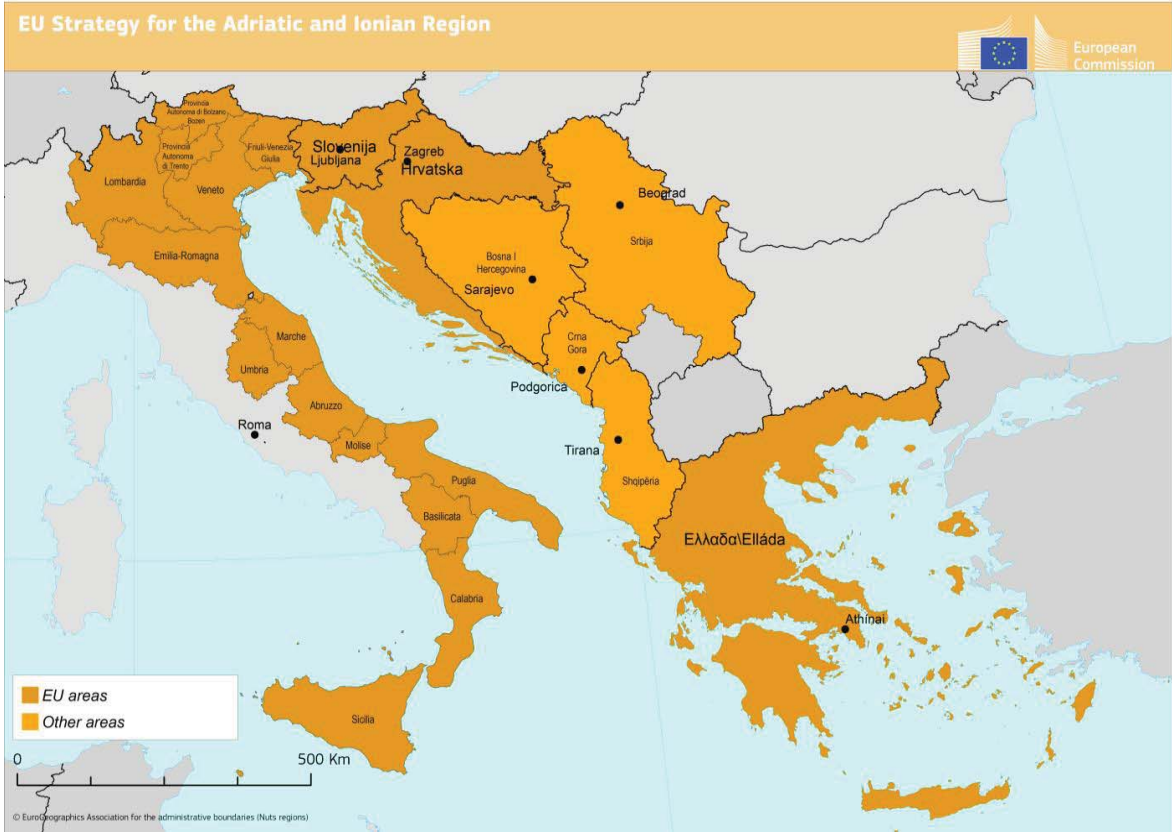 EU Strategy for the Adriatic and Ionian Region
European
Commission
Provincia
Autonoma di Bolzano
Bozen
Provincia
Autonoma
di Trento
Friuli-Venezia
Giulia
Slovenija
Ljubljana
Zagreb
Hrvatska
Lombardia
Veneto
Beograd
Srbija
Emilia-Romagna
Bosna I
Hercegovina
Sarajevo
Marche
Umbria
Crna
Gora
Podgorica
Abruzzo
Roma
Molise
Tirana
Puglia
Shqipëria
Basilicata
Ελλαδα\Elláda
Calabria
Athínai
EU areas
Other areas
Sicilia
0
500 Km
© EuroGeographics Association for the administrative boundaries (Nuts regions)